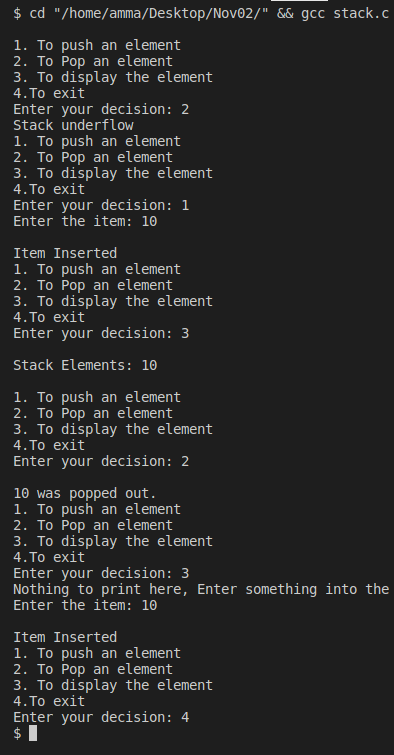 $ cd "/home/amma/Desktop/Nov02/" && gcc stack.c
1. To push an element
2. To Pop an element
3. To display the element
4.To exit
Enter your decision: 2
Stack underflow
1. To push an element
2. To Pop an element
3. To display the element
4.To exit
Enter your decision: 1
Enter the item: 10
Item Inserted
1. To push an element
2. To Pop an element
3. To display the element
4.To exit
Enter your decision: 3
Stack Elements: 10
1. To push an element
2. To Pop an element
3. To display the element
4.To exit
Enter your decision: 2
10 was popped out.
1. To push an element
2. To Pop an element
3. To display the element
4.To exit
Enter your decision: 3
Nothing to print here, Enter something into the
Enter the item: 10
Item Inserted
1. To push an element
2. To Pop an element
3. To display the element
4.To exit
Enter your decision: 4
$